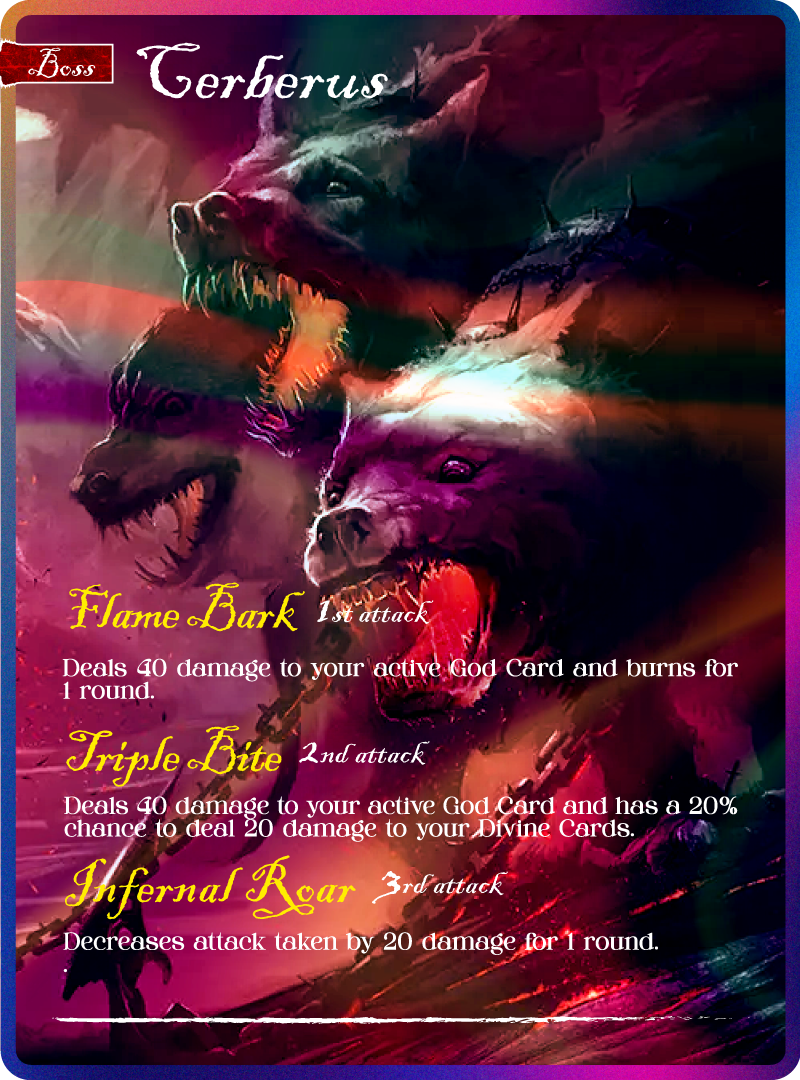 Boss
Cerberus
Flame Bark 1st attack
Deals 40 damage to your active God Card and burns for
1 round.
Triple Bite 2nd attack
Deals 40 damage to your active God Card and has a 20%
chance to deal 20 damage to your Divine Cards.
Infernal Roar 3rd attack
Decreases attack taken by 20 damage for 1 round.
.